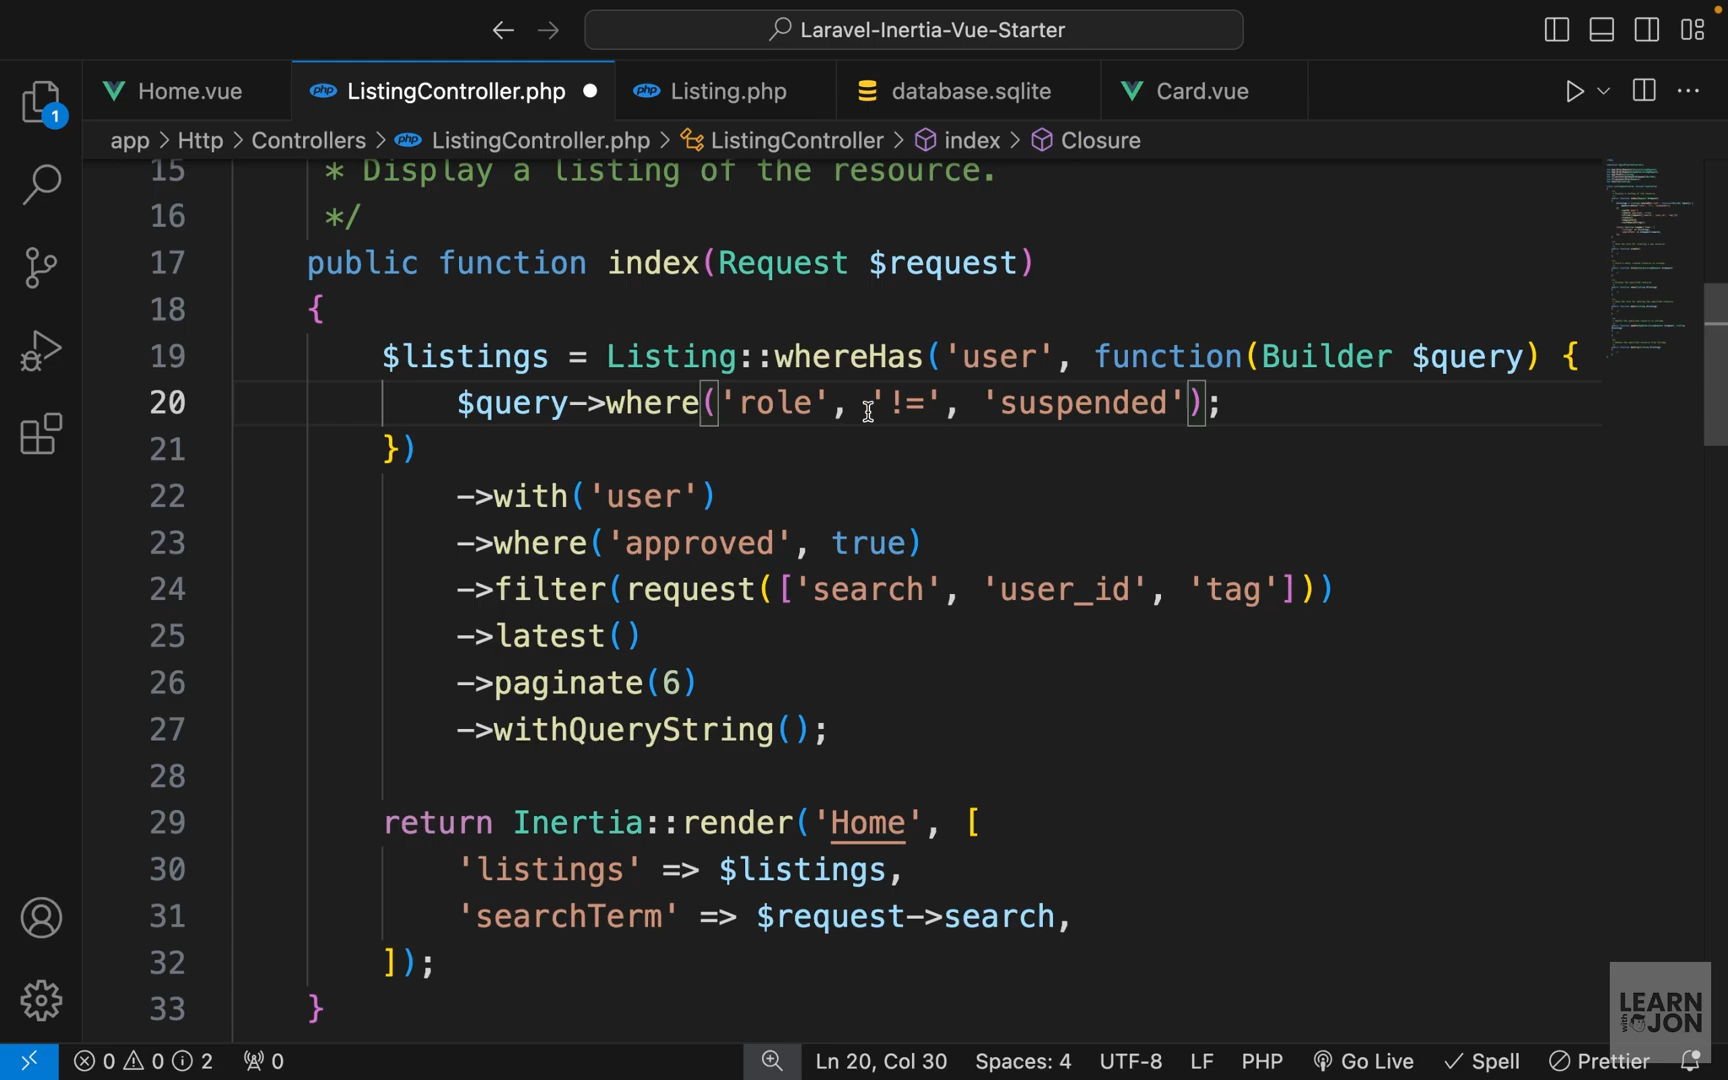 Laravel-Inertia-Vue-Starter
Home.vue
php ListingController.php
php Listing.php
database.sqlite
Card.vue
app > Http > Controllers > php ListingController.php > ListingController > index > Closure
1
15 * Display a listing of the resource.
16 */
17 public function index(Request $request)
18 {
19 $listings = Listing::whereHas('user', function(Builder $query) {
20 $query->where('role', '!=', 'suspended');
21 })
22 ->with('user')
23 ->where('approved', true)
24 ->filter(request(['search', 'user_id', 'tag']))
25 ->latest()
26 ->paginate(6)
27 ->withQueryString();
28
29 return Inertia::render('Home', [
30 'listings' => $listings,
31 'searchTerm' => $request->search,
32 ]);
33 }
LEARN
with JON
0 0 2 0 Ln 20, Col 30 Spaces: 4 UTF-8 LF PHP Go Live Spell Prettier